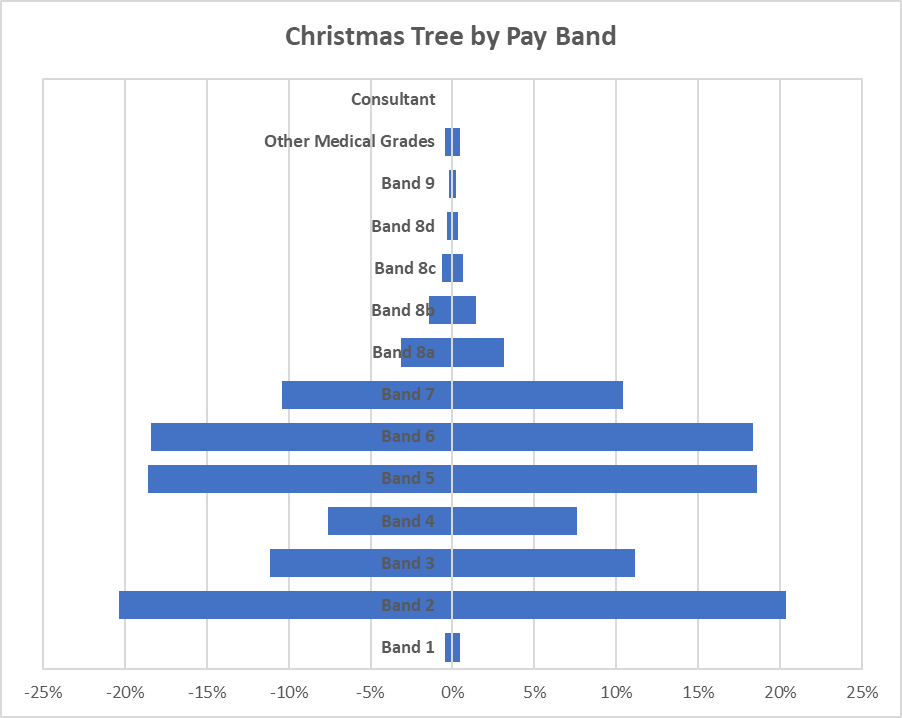 Christmas Tree by Pay Band
Consultant
Other Medical Grades
Band 9
Band 8d
Band 8c
Band 8b
Band 8a
Band 7
Band 6
Band 5
Band 4
Band 3
Band 2
Band 1
-25% -20% -15% -10% -5% 0% 5% 10% 15% 20% 25%